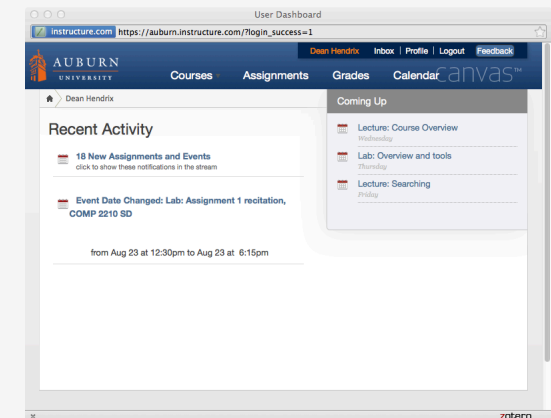 User Dashboard
instructure.com https://auburn.instructure.com/?login_success=1
Dean Hendrix Inbox | Profile | Logout Feedback
AUBURN
UNIVERSITY
Courses Assignments Grades Calendar canvas™
Dean Hendrix
Coming Up
Recent Activity
Lecture: Course Overview
Wednesday
18 New Assignments and Events
click to show these notifications in the stream
Lab: Overview and tools
Thursday
Lecture: Searching
Friday
Event Date Changed: Lab: Assignment 1 recitation,
COMP 2210 SD
from Aug 23 at 12:30pm to Aug 23 at 6:15pm
zotero